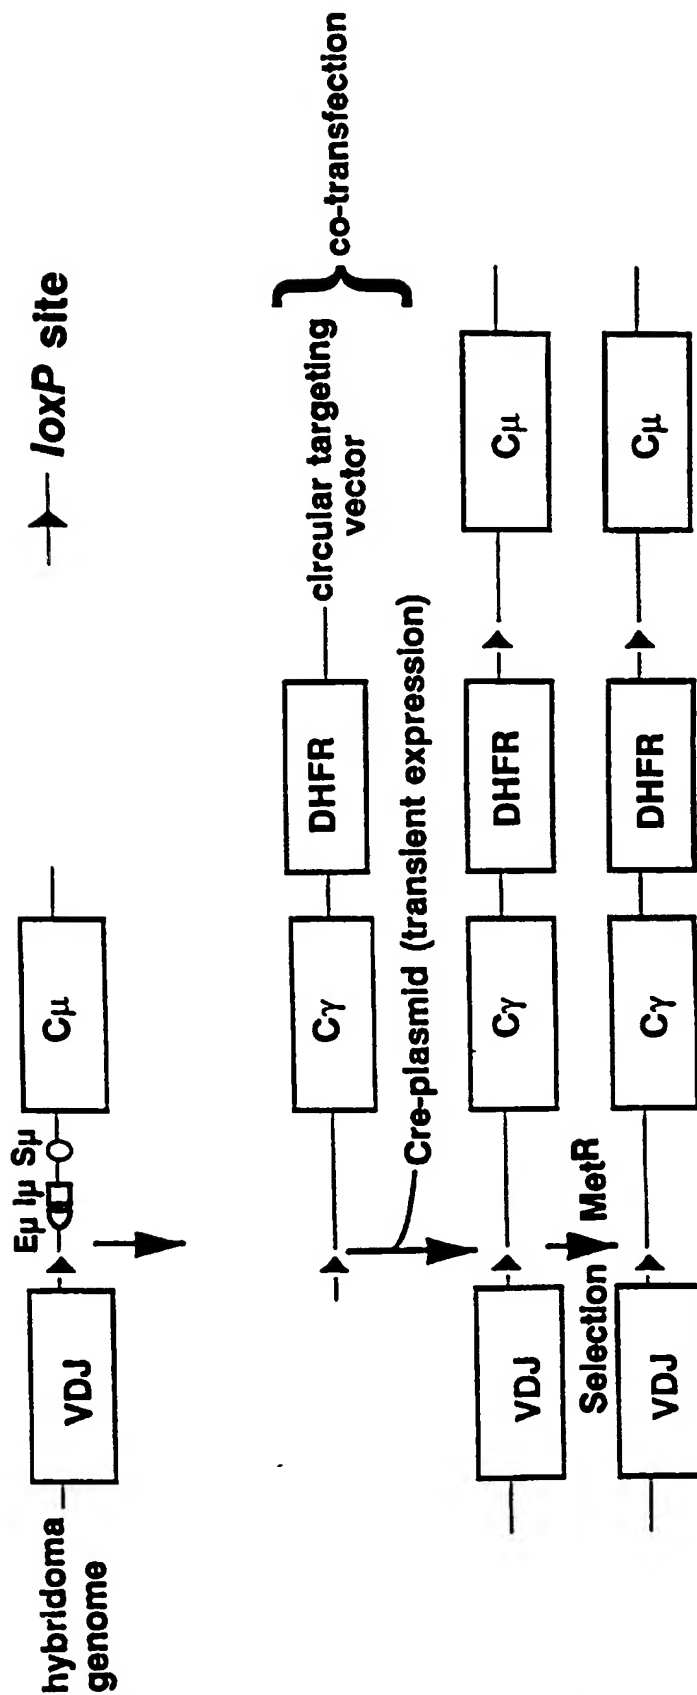 loxP site
Eμ Iμ Sμ
hybridoma
genome
VDJ
Cμ
Cγ
DHFR
circular targeting
vector
co-transfection
Cre-plasmid (transient expression)
VDJ
Cγ
DHFR
Cμ
Selection MetR
VDJ
Cγ
DHFR
Cμ